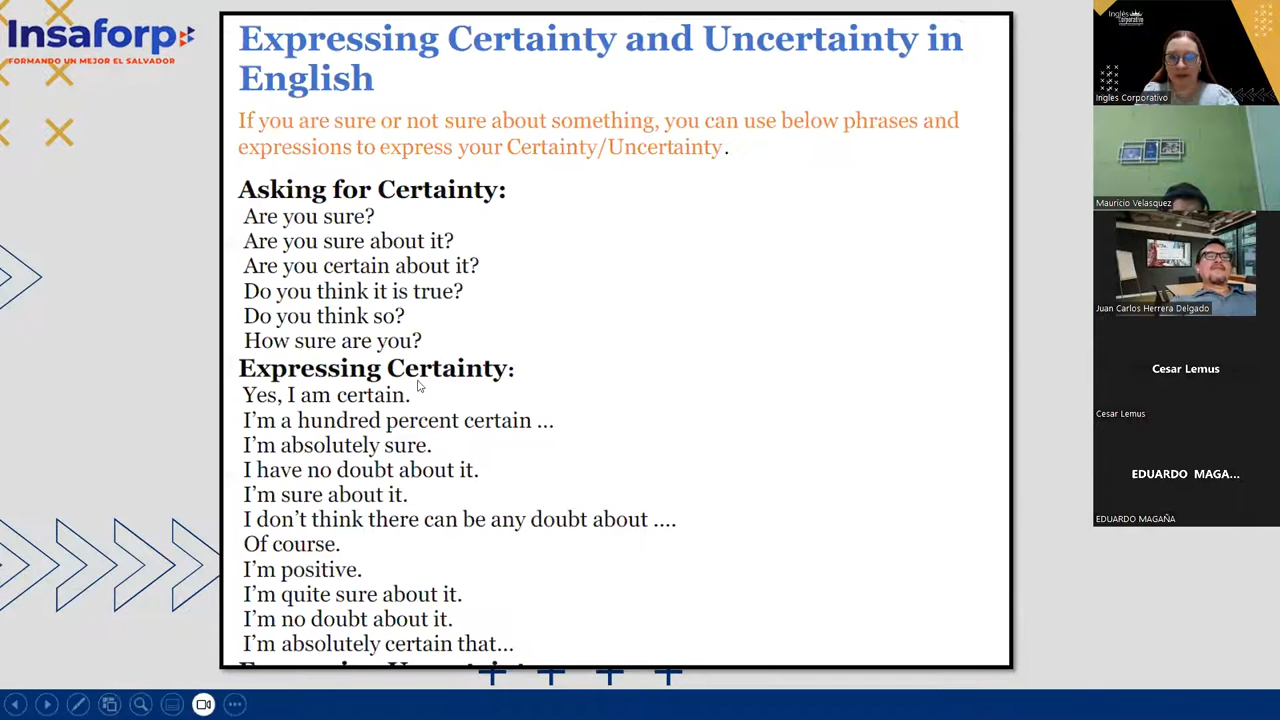 Insaforp
FORMANDO UN MEJOR EL SALVADOR
Expressing Certainty and Uncertainty in
English
If you are sure or not sure about something, you can use below phrases and
expressions to express your Certainty/Uncertainty.
Asking for Certainty:
Are you sure?
Are you sure about it?
Are you certain about it?
Do you think it is true?
Do you think so?
How sure are you?
Expressing Certainty:
Yes, I am certain.
I'm a hundred percent certain ...
I'm absolutely sure.
I have no doubt about it.
I'm sure about it.
I don't think there can be any doubt about ....
Of course.
I'm positive.
I'm quite sure about it.
I'm no doubt about it.
I'm absolutely certain that...
Inglés
Corporativo
Ingles Corporativo
Mauricio Velasquez
Juan Carlos Herrera Delgado
Cesar Lemus
Cesar Lemus
EDUARDO MAGA...
EDUARDO MAGAÑA